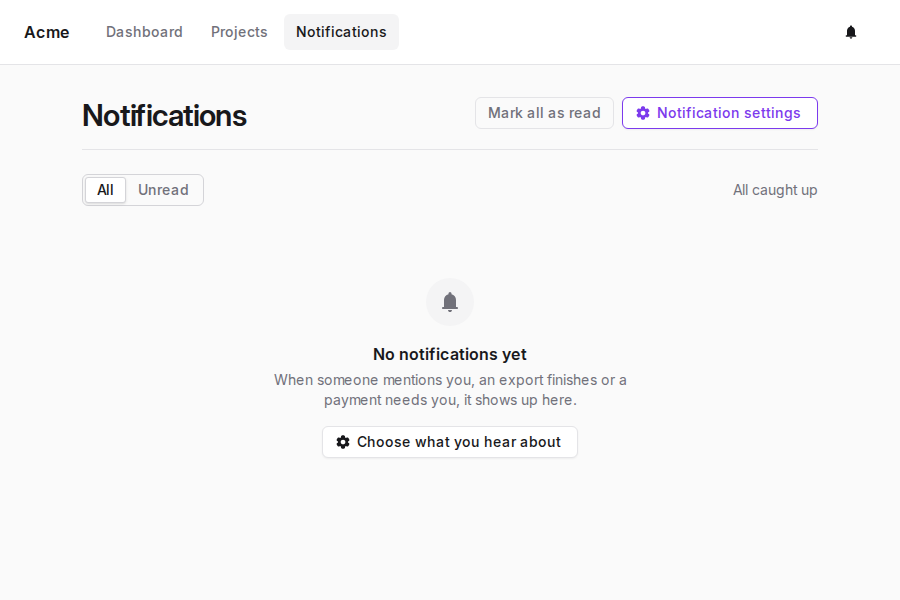 Acme
Dashboard
Projects
Notifications
Notifications
Mark all as read
Notification settings
All
Unread
All caught up
No notifications yet
When someone mentions you, an export finishes or a
payment needs you, it shows up here.
Choose what you hear about